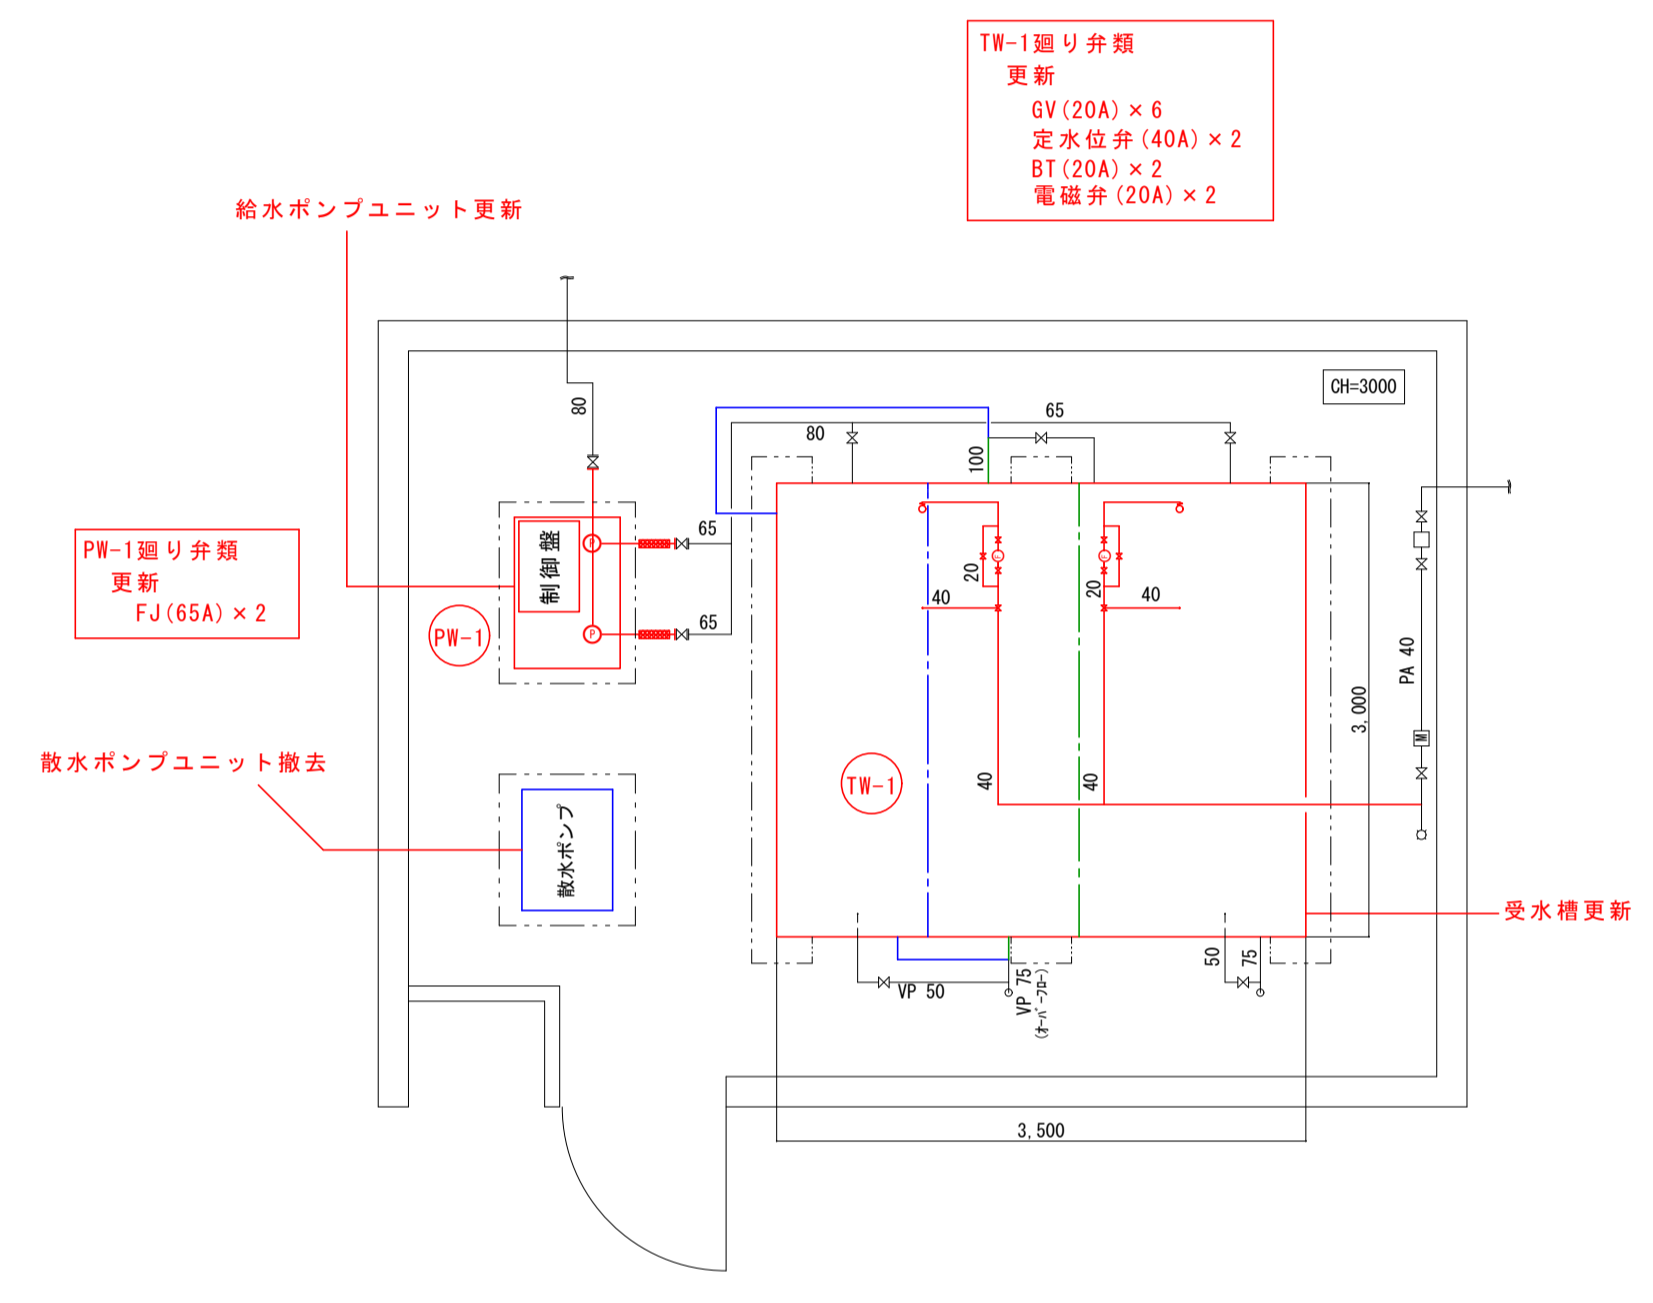 TW-1廻り弁類
更新
GV(20A)×6
定水位弁(40A)×2
BT(20A)×2
電磁弁(20A)×2
給水ポンプユニット更新
CH=3000
80
80
65
100
PW-1廻り弁類
更新
FJ(65A)×2
制御盤
P
P
65
65
PW-1
20
20
F
F
40
40
PA 40
3,000
M
散水ポンプユニット撤去
散水ポンプ
TW-1
40
40
受水槽更新
VP 50
VP 75
(オーバーフロー)
50
75
3,500